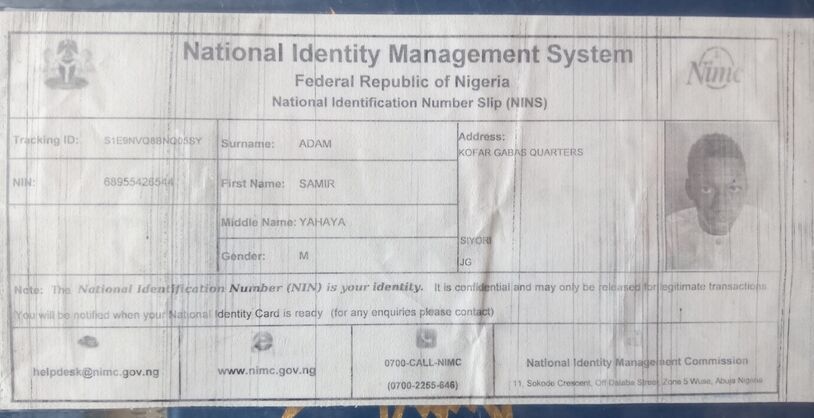 National Identity Management System
Federal Republic of Nigeria
National Identification Number Slip (NINS)
Nimc
Tracking ID: S1E9NVQ8BNQ05SY
Surname: ADAM
Address:
KOFAR GABAS QUARTERS
NIN: 68955426544
First Name: SAMIR
Middle Name: YAHAYA
SIYORI
Gender: M
JG
Note: The National Identification Number (NIN) is your identity. It is confidential and may only be released for legitimate transactions
You will be notified when your National Identity Card is ready (for any enquiries please contact)
helpdesk@nimc.gov.ng
www.nimc.gov.ng
0700-CALL-NIMC
(0700-2255-646)
National Identity Management Commission
11, Sokode Crescent, Off Dalaba Street, Zone 5 Wuse, Abuja Nigeria